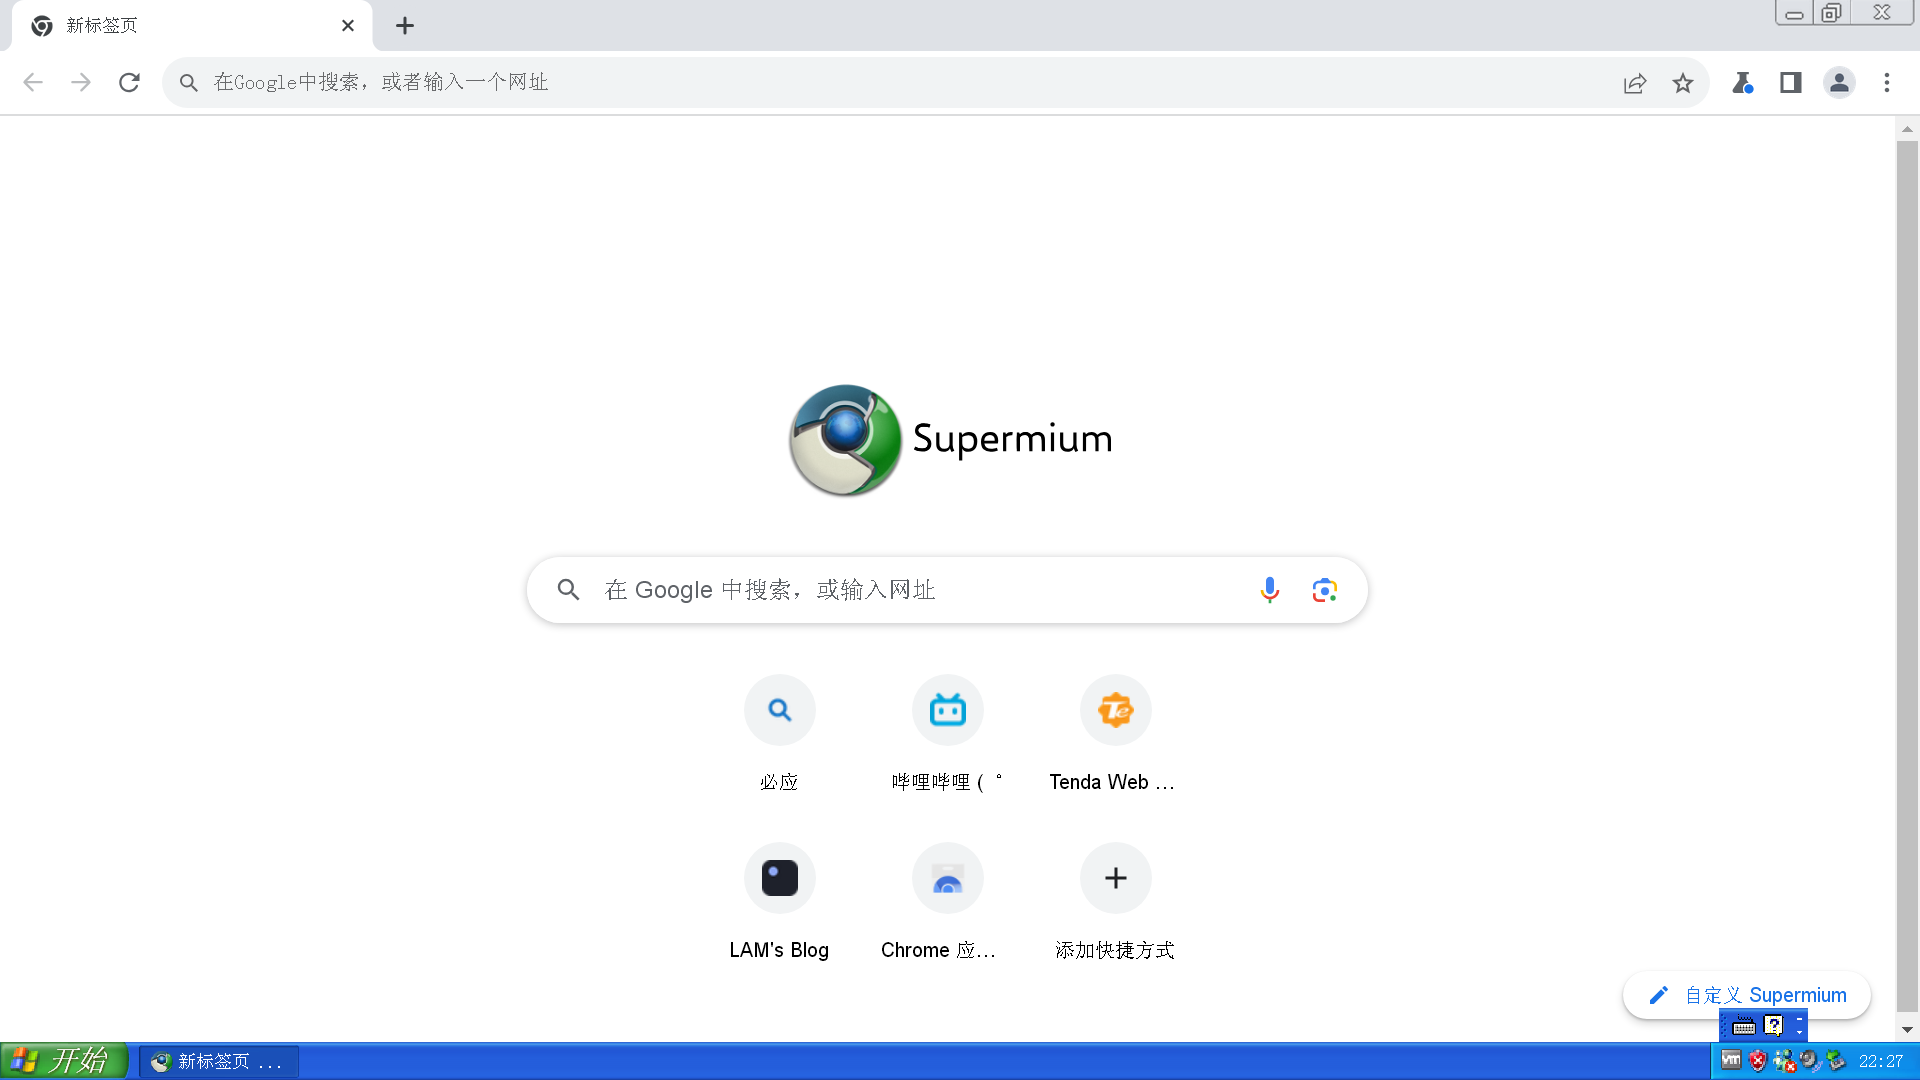 新标签页
在Google中搜索，或者输入一个网址
Supermium
在 Google 中搜索，或输入网址
必应
哔哩哔哩 ( ゜
Tenda Web ...
LAM's Blog
Chrome 应...
添加快捷方式
自定义 Supermium
开始
新标签页 ...
22:27